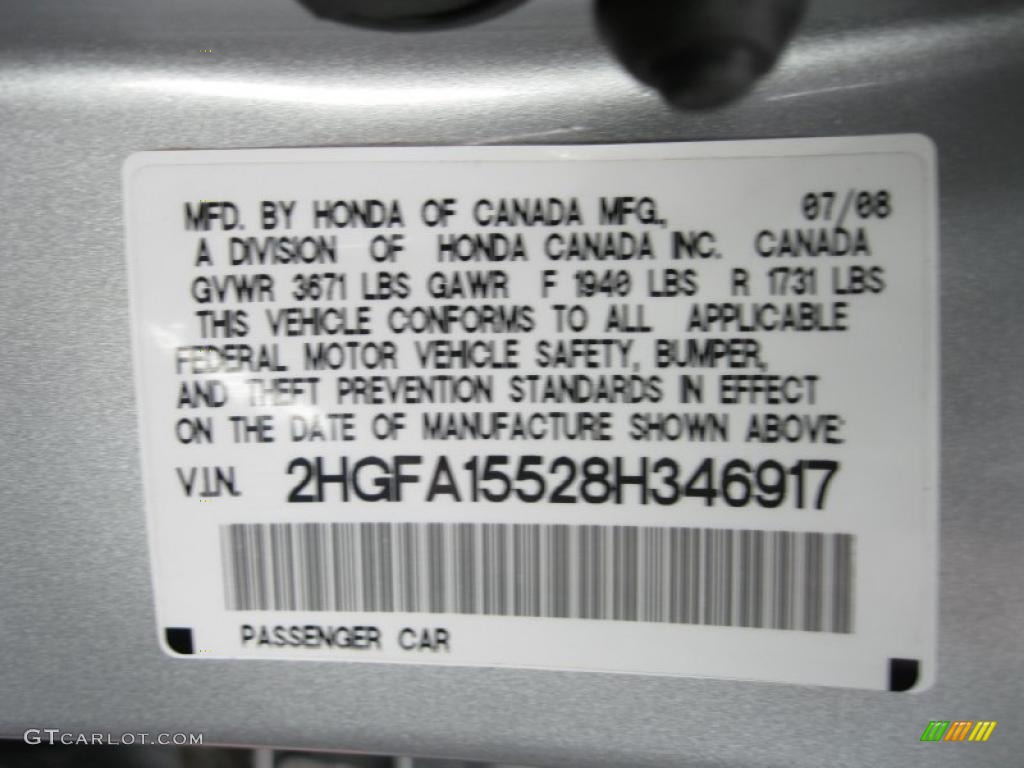 MFD. BY HONDA OF CANADA MFG., 07/08
A DIVISION OF HONDA CANADA INC. CANADA
GVWR 3671 LBS GAWR F 1940 LBS R 1731 LBS
THIS VEHICLE CONFORMS TO ALL APPLICABLE
FEDERAL MOTOR VEHICLE SAFETY, BUMPER,
AND THEFT PREVENTION STANDARDS IN EFFECT
ON THE DATE OF MANUFACTURE SHOWN ABOVE:
V.I.N. 2HGFA15528H346917
PASSENGER CAR
GTCARLOT.COM